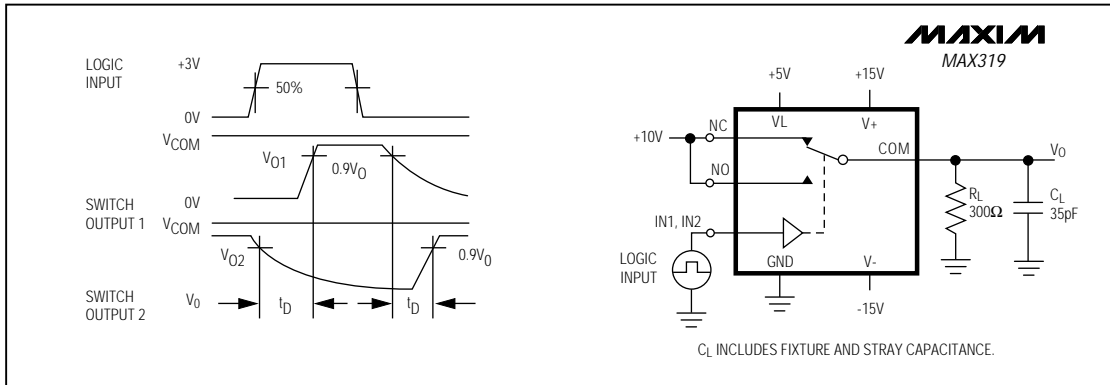 LOGIC
INPUT
+3V
50%
0V
VCOM
VO1
0.9VO
0V
SWITCH
OUTPUT 1
VCOM
VO2
0.9V0
SWITCH
OUTPUT 2
V0
tD
tD
MAXIM
MAX319
+5V
+15V
VL
V+
+10V
NC
COM
VO
NO
RL
300Ω
CL
35pF
IN1, IN2
LOGIC
INPUT
GND
V-
-15V
CL INCLUDES FIXTURE AND STRAY CAPACITANCE.